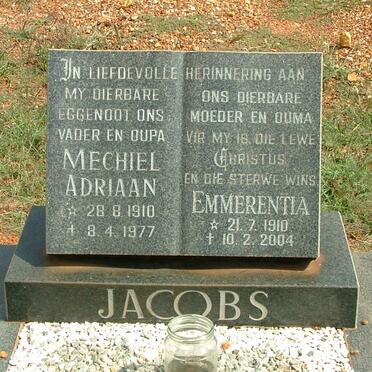 IN LIEFDEVOLLE HERINNERING AAN
MY DIERBARE
EGGENOOT ONS
VADER EN OUPA
MECHIEL
ADRIAAN
☆ 28.8.1910
✝ 8.4.1977
ONS DIERBARE
MOEDER EN OUMA
VIR MY IS DIE LEWE
CHRISTUS
EN DIE STERWE WINS
EMMERENTIA
☆ 21.7.1910
✝ 10.2.2004
JACOBS